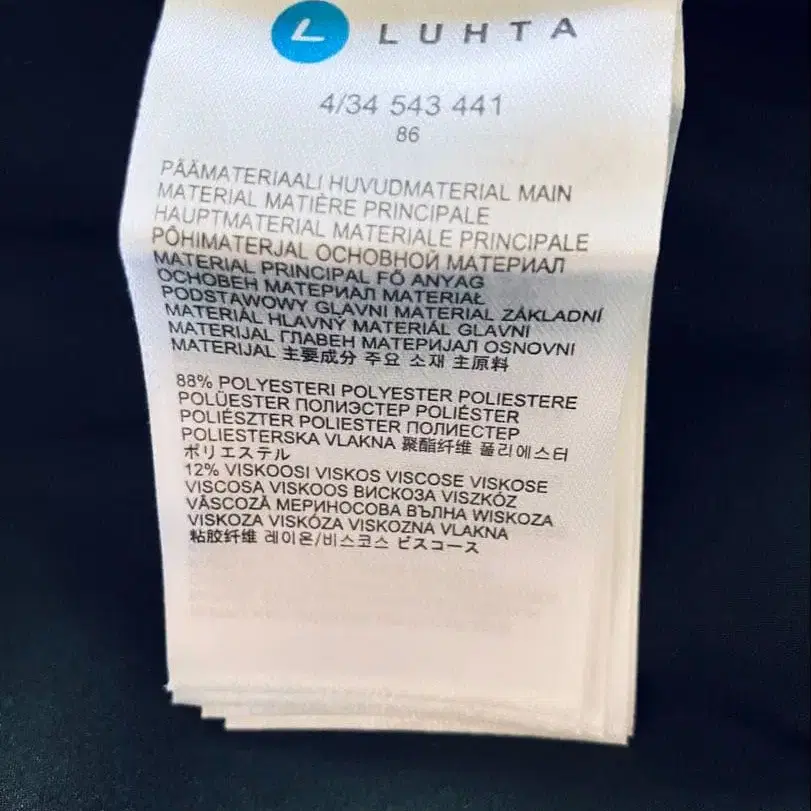 LUHTA
4/34 543 441
86
PÄÄMATERIAALI HUVUDMATERIAL MAIN
MATERIAL MATIÈRE PRINCIPALE
HAUPTMATERIAL MATERIALE PRINCIPALE
PÕHIMATERJAL ОСНОВНОЙ МАТЕРИАЛ
MATERIAL PRINCIPAL FŐ ANYAG
ОСНОВЕН МАТЕРИАЛ MATERIAŁ
PODSTAWOWY GLAVNI MATERIAL ZÁKLADNÍ
MATERIÁL HLAVNÝ MATERIÁL GLAVNI
MATERIJAL ГЛАВЕН МАТЕРИЈАЛ OSNOVNI
MATERIJAL 主要成分 주요 소재 主原料
88% POLYESTERI POLYESTER POLIESTERE
POLÜESTER ПОЛИЭСТЕР POLIÉSTER
POLIÉSZTER POLIESTER ПОЛИЕСТЕР
POLIESTERSKA VLAKNA 聚酯纤维 폴리에스터
ポリエステル
12% VISKOOSI VISKOS VISCOSE VISKOSE
VISCOSA VISKOOS ВИСКОЗА VISZKÓZ
VÂSCOZĂ МЕРИНОСОВА ВЪЛНА WISKOZA
VISKOZA VISKÓZA VISKOZNA VLAKNA
粘胶纤维 레이온/비스코스 ビスコース